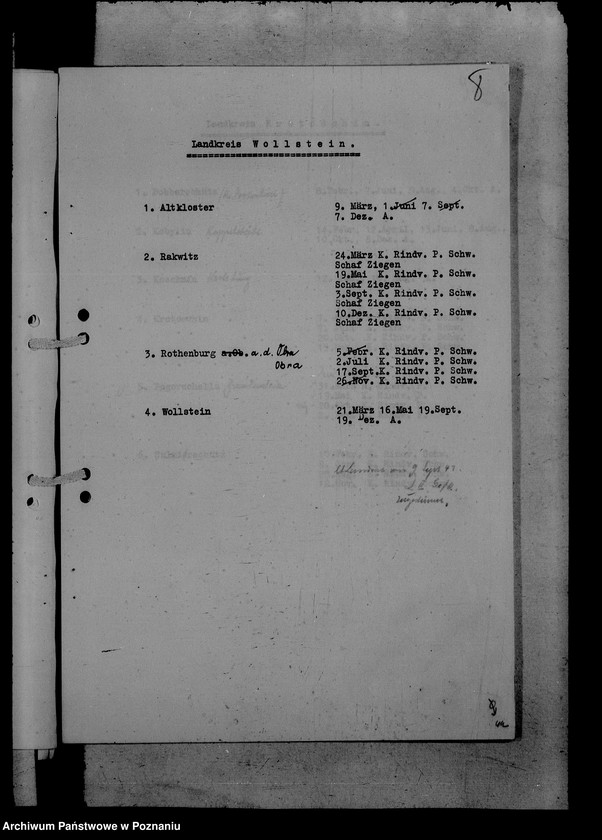 8
Landkreis Wollstein.
1. Altkloster 9. März, 1.Juni 7. Sept.
7. Dez. A.
2. Rakwitz 24.März K. Rindv. P. Schw.
Schaf Ziegen
19.Mai K. Rindv. P. Schw.
Schaf Ziegen
3.Sept. K. Rindv. P. Schw.
Schaf Ziegen
10.Dez. K. Rindv. P. Schw.
Schaf Ziegen
3. Rothenburg a.d. Obra 5.Febr. K. Rindv. P. Schw.
Obra 2.Juli K. Rindv. P. Schw.
17.Sept.K. Rindv. P. Schw.
26.Nov. K. Rindv. P. Schw.
4. Wollstein 21.März 16.Mai 19.Sept.
19. Dez. A.
Archiwum Państwowe w Poznaniu